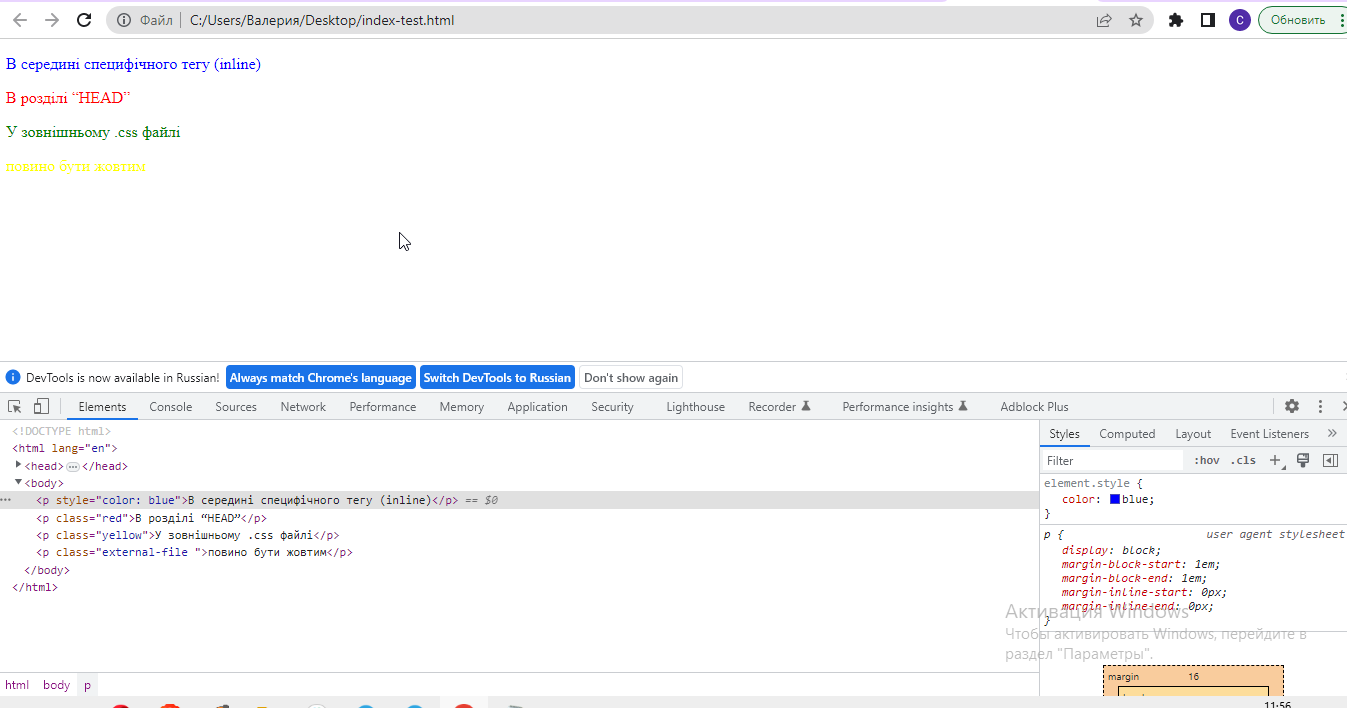 Файл C:/Users/Валерия/Desktop/index-test.html C Обновить
В середині специфічного тегу (inline)
В розділі “HEAD”
У зовнішньому .css файлі
повино бути жовтим
DevTools is now available in Russian! Always match Chrome's language Switch DevTools to Russian Don't show again
Elements Console Sources Network Performance Memory Application Security Lighthouse Recorder Performance insights Adblock Plus
<!DOCTYPE html>
<html lang="en">
<head> ... </head>
<body>
<p style="color: blue">В середині специфічного тегу (inline)</p> == $0
<p class="red">В розділі “HEAD”</p>
<p class="yellow">У зовнішньому .css файлі</p>
<p class="external-file ">повино бути жовтим</p>
</body>
</html>
html body p
Styles Computed Layout Event Listeners »
Filter :hov .cls +
element.style {
color: blue;
}
p { user agent stylesheet
display: block;
margin-block-start: 1em;
margin-block-end: 1em;
margin-inline-start: 0px;
margin-inline-end: 0px;
}
Активация Windows
Чтобы активировать Windows, перейдите в
раздел "Параметры".
margin 16
11:56